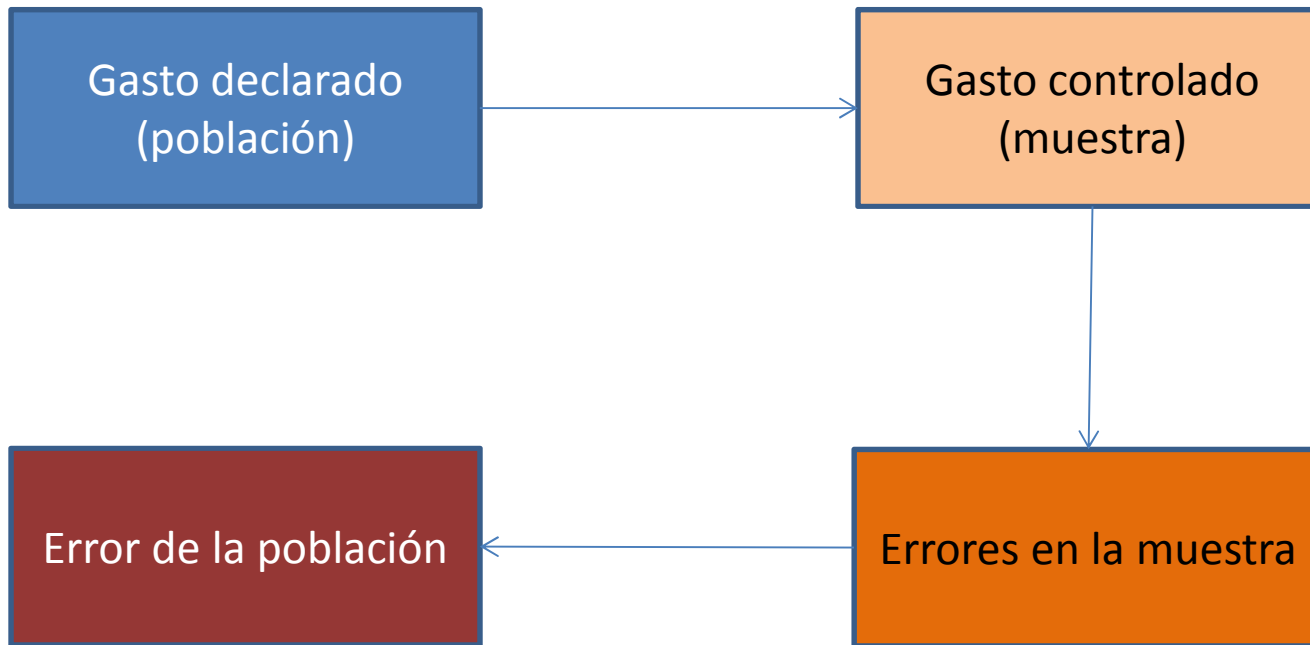 Gasto declarado
(población)
Gasto controlado
(muestra)
Error de la población
Errores en la muestra